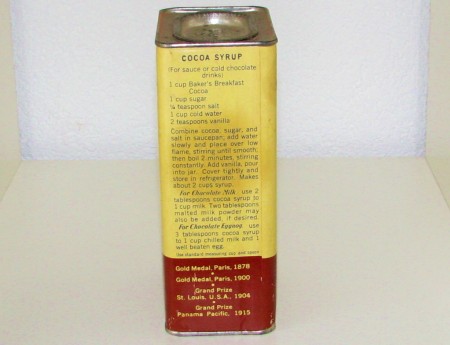 COCOA SYRUP
(For sauce or cold chocolate
drinks)
1 cup Baker's Breakfast
Cocoa
1 cup sugar
¼ teaspoon salt
1 cup cold water
2 teaspoons vanilla
Combine cocoa, sugar, and
salt in saucepan; add water
slowly and place over low
flame, stirring until smooth,
then boil 2 minutes, stirring
constantly. Add vanilla, pour
into jar. Cover tightly and
store in refrigerator. Makes
about 2 cups syrup.
For Chocolate Milk use 2
tablespoons cocoa syrup to
1 cup milk. Two tablespoons
malted milk powder may
also be added, if desired.
For Chocolate Eggnog use
3 tablespoons cocoa syrup
to 1 cup chilled milk and 1
well beaten egg.
Use standard measuring cup and spoon
Gold Medal, Paris, 1878
Gold Medal, Paris, 1900
Grand Prize
St. Louis, U.S.A., 1904
Grand Prize
Panama Pacific, 1915